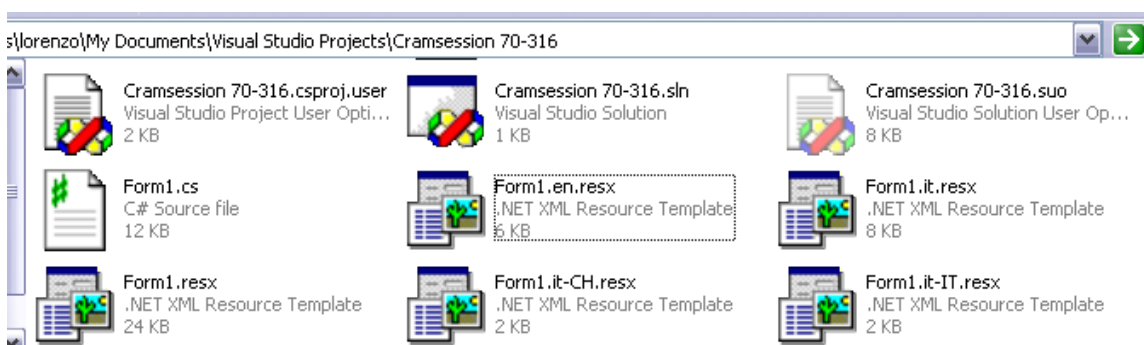 s\lorenzo\My Documents\Visual Studio Projects\Cramsession 70-316
Cramsession 70-316.csproj.user
Visual Studio Project User Opti...
2 KB
Cramsession 70-316.sln
Visual Studio Solution
1 KB
Cramsession 70-316.suo
Visual Studio Solution User Op...
8 KB
Form1.cs
C# Source file
12 KB
Form1.en.resx
.NET XML Resource Template
6 KB
Form1.it.resx
.NET XML Resource Template
8 KB
Form1.resx
.NET XML Resource Template
24 KB
Form1.it-CH.resx
.NET XML Resource Template
2 KB
Form1.it-IT.resx
.NET XML Resource Template
2 KB